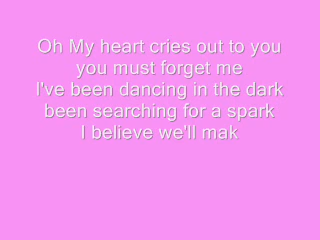 Oh My heart cries out to you
you must forget me
I've been dancing in the dark
been searching for a spark
I believe we'll mak